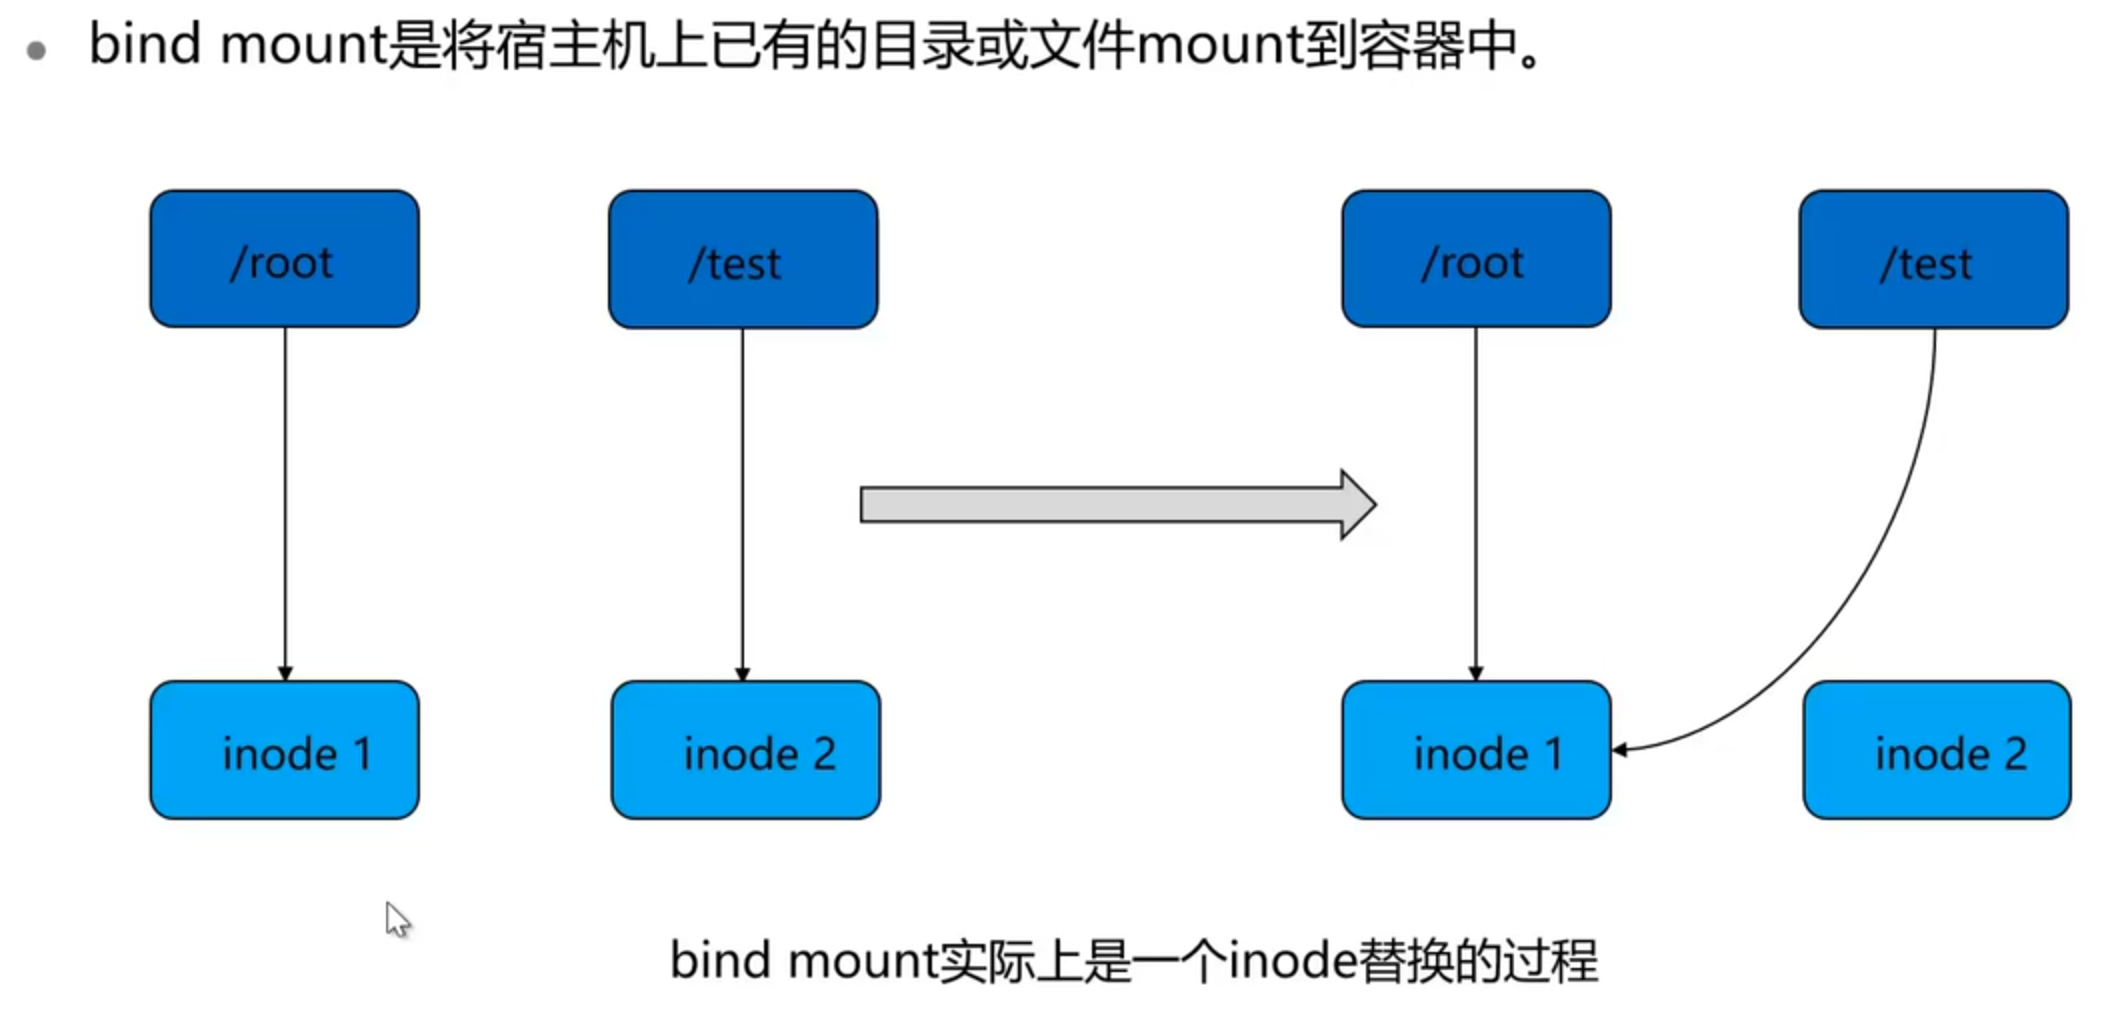 bind mount是将宿主机上已有的目录或文件mount到容器中。
/root
/test
/root
/test
inode 1
inode 2
inode 1
inode 2
bind mount实际上是一个inode替换的过程